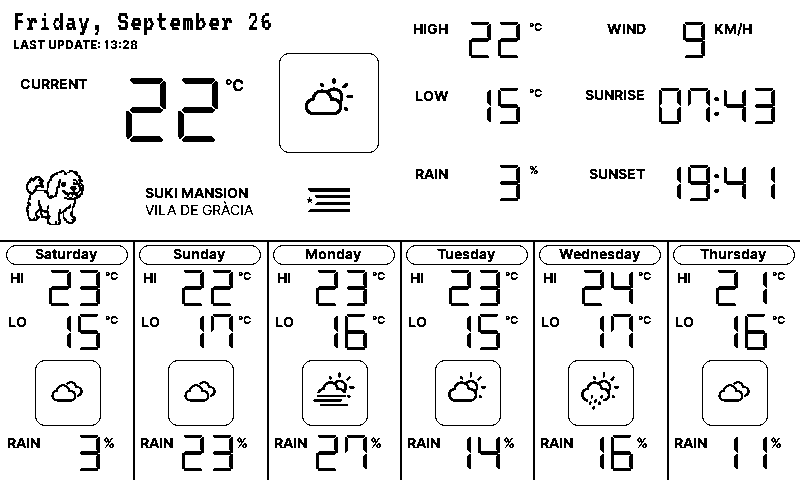 Friday, September 26
LAST UPDATE: 13:28
CURRENT 22 °C
HIGH 22 °C
WIND 9 KM/H
LOW 15 °C
SUNRISE 07:43
RAIN 3 %
SUNSET 19:41
SUKI MANSION
VILA DE GRÀCIA
Saturday
HI 23 °C
LO 15 °C
RAIN 3 %
Sunday
HI 22 °C
LO 17 °C
RAIN 23 %
Monday
HI 23 °C
LO 16 °C
RAIN 27 %
Tuesday
HI 23 °C
LO 15 °C
RAIN 14 %
Wednesday
HI 24 °C
LO 17 °C
RAIN 16 %
Thursday
HI 21 °C
LO 16 °C
RAIN 11 %